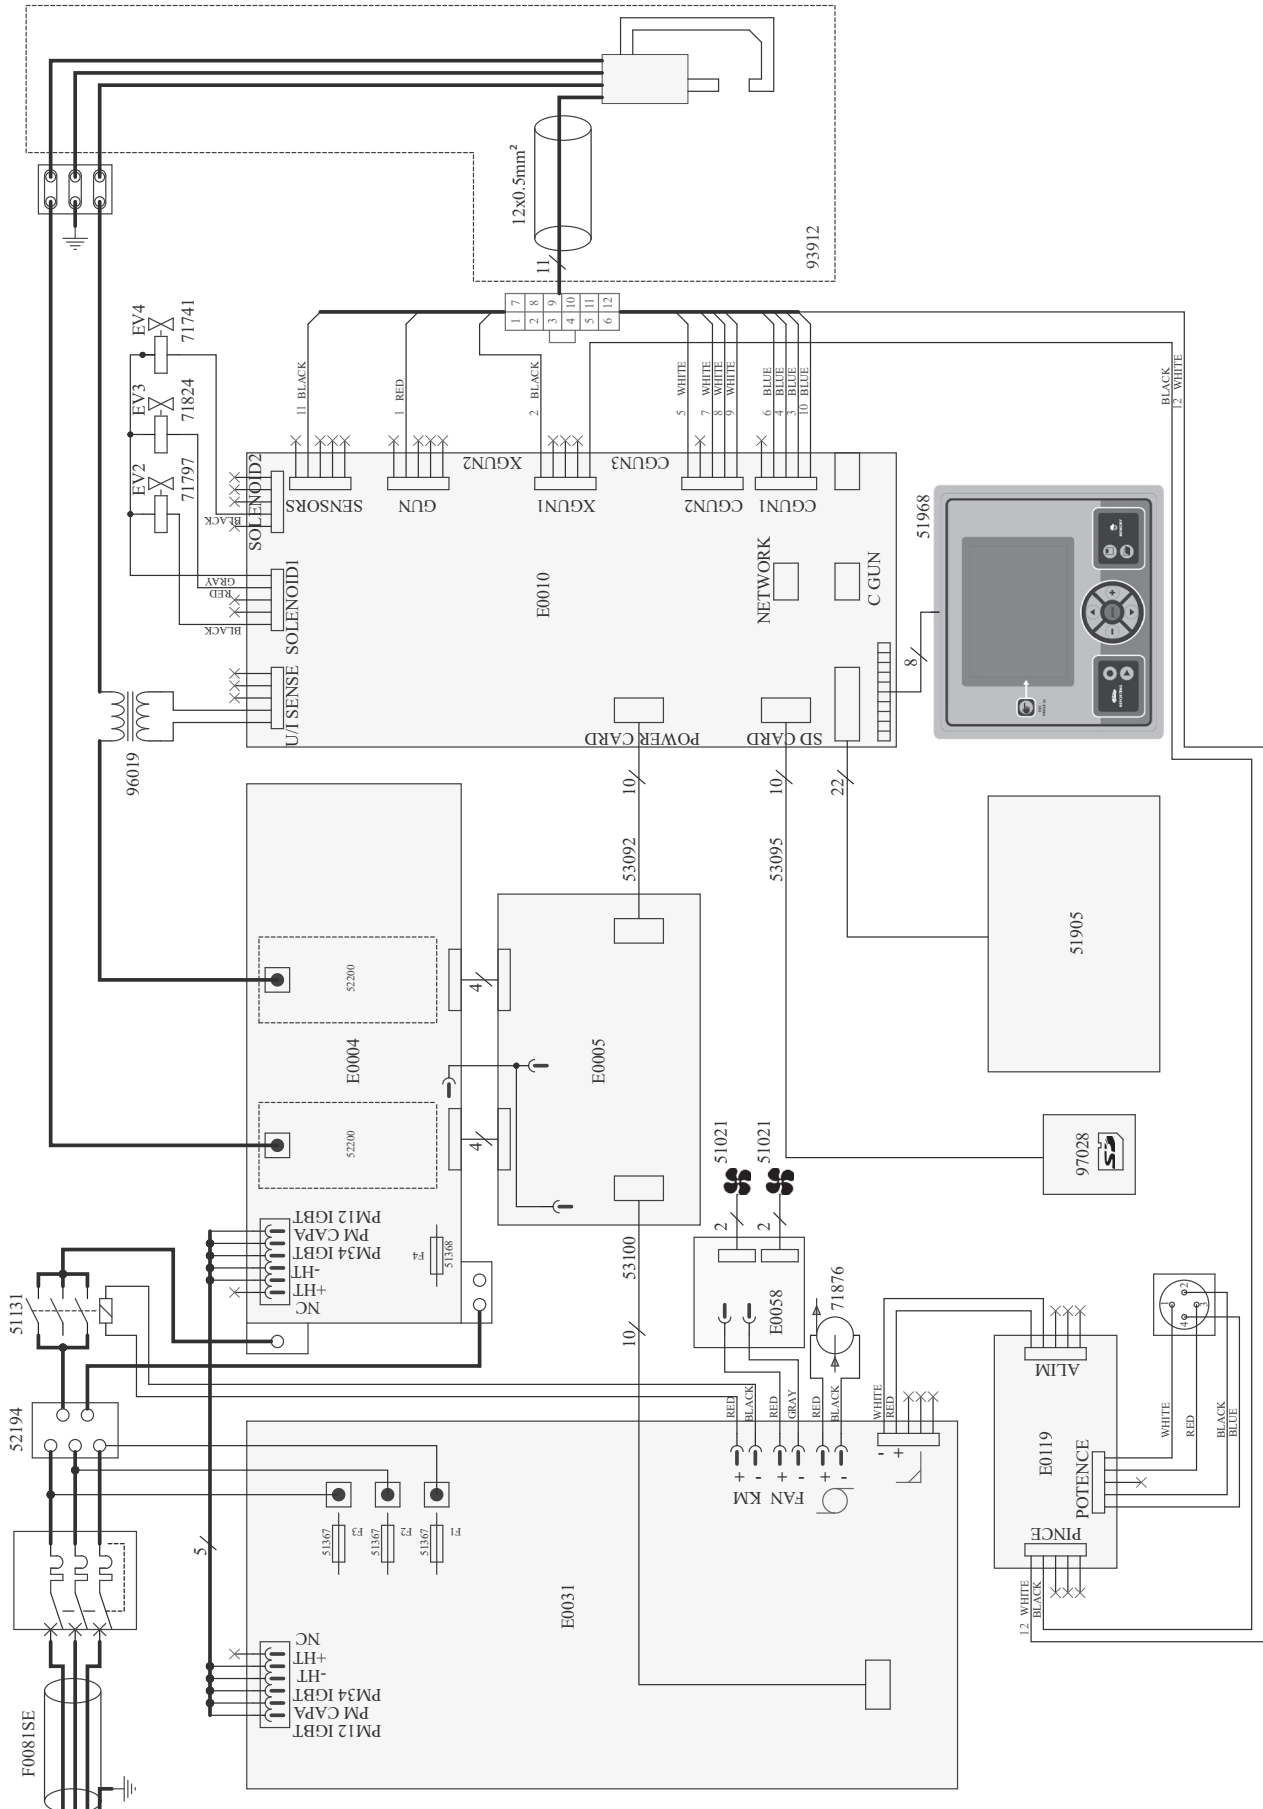 F0081SE
52194
51131
96019
EV2
71797
EV3
71824
EV4
71741
12x0.5mm²
11
93912
1 7
2 8
3 9
4 10
5 11
6 12
NC
+HT
-HT
PM34 IGBT
PM CAPA
PM12 IGBT
5
51367
F3
51367
F2
51367
F1
E0031
KM
+
-
FAN
+
-
+
-
-
+
RED
BLACK
RED
GRAY
RED
BLACK
WHITE
RED
NC
+HT
-HT
PM34 IGBT
PM CAPA
PM12 IGBT
F4
51368
52200
E0004
52200
4
4
E0005
10
53100
53092
10
53095
10
22
8
E0058
2
2
51021
51021
71876
U/I SENSE
SOLENOID1
SOLENOID2
BLACK
RED
GRAY
BLACK
SENSORS
GUN
XGUN2
XGUN1
CGUN3
CGUN2
CGUN1
E0010
NETWORK
C GUN
POWER CARD
SD CARD
11 BLACK
1 RED
2 BLACK
5 WHITE
7 WHITE
8 WHITE
9 WHITE
6 BLUE
4 BLUE
3 BLUE
10 BLUE
BLACK
12 WHITE
51968
51905
97028
SD
E0119
PINCE
POTENCE
ALIM
12 WHITE
BLACK
WHITE
RED
BLACK
BLUE
1
2
3
4